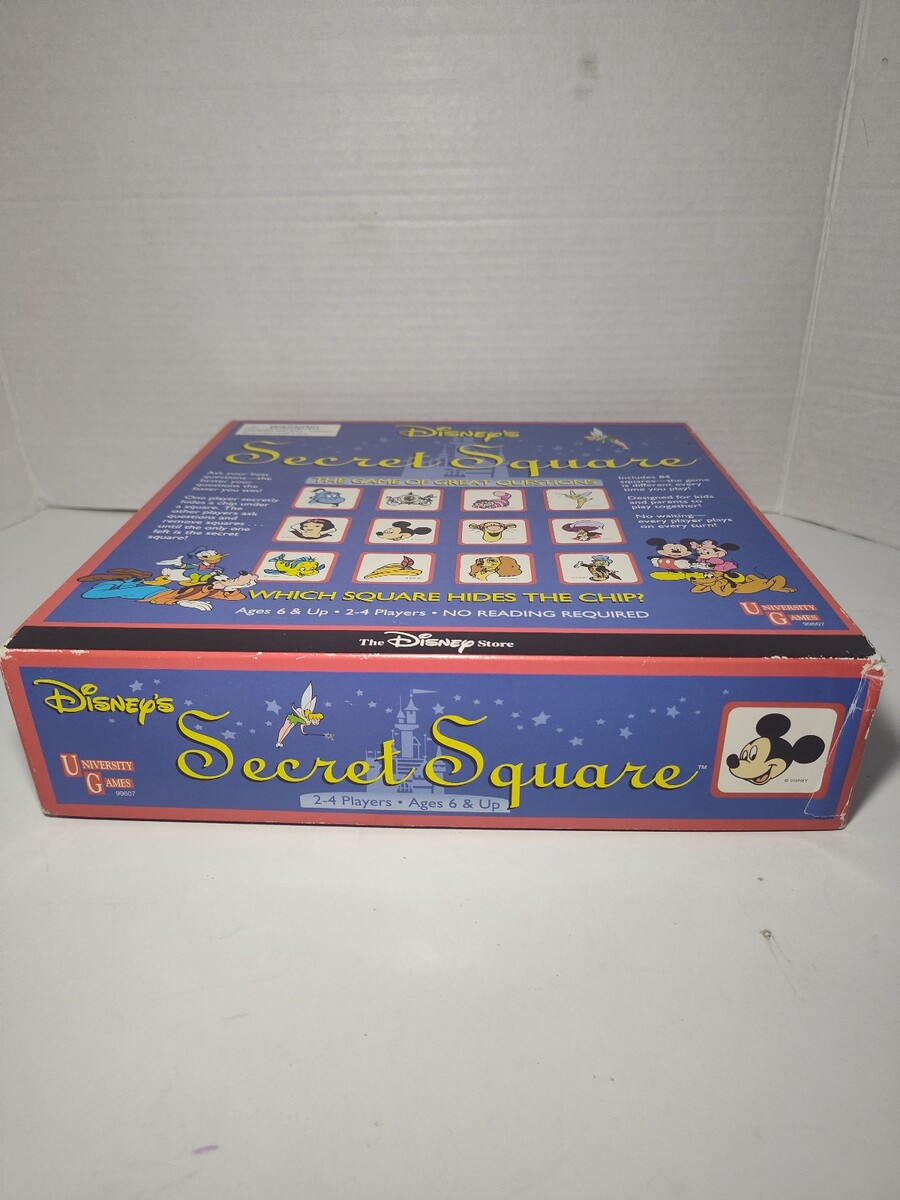 WARNING
DISNEY'S
Secret Square
THE GAME OF GREAT QUESTIONS
Ask your best
questions—the
better your
questions the
faster you win!
One player secretly
hides a chip under
a square. The
other players ask
questions and
remove squares . . .
until the only one
left is the secret
square!
Includes 64
squares—the game
is different every
time you play!
Designed for kids
and parents to
play together!
No waiting—
every player plays
on every turn!
WHICH SQUARE HIDES THE CHIP?
Ages 6 & Up • 2-4 Players • NO READING REQUIRED
UNIVERSITY
GAMES
99607
The Disney Store
DISNEY'S
Secret Square™
UNIVERSITY
GAMES
99607
2-4 Players • Ages 6 & Up
© DISNEY